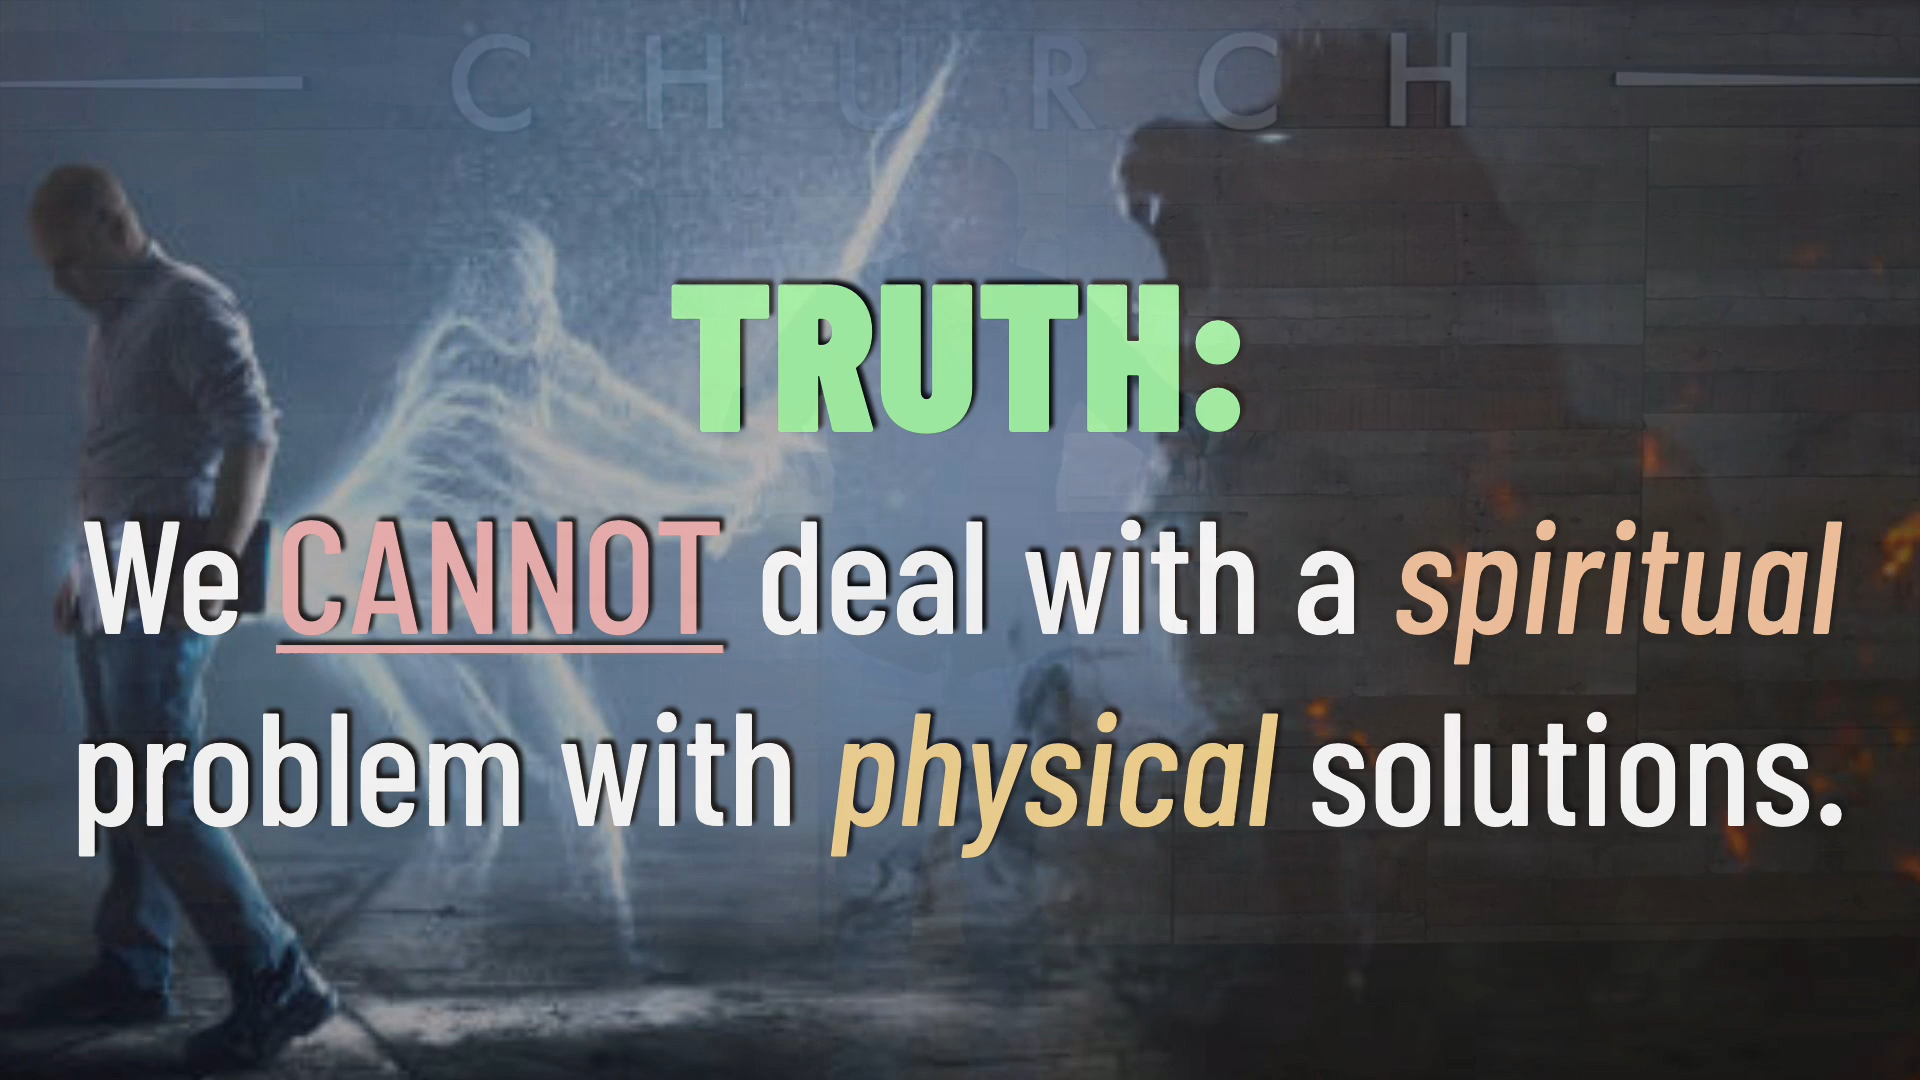 CHURCH
TRUTH:
We CANNOT deal with a spiritual
problem with physical solutions.